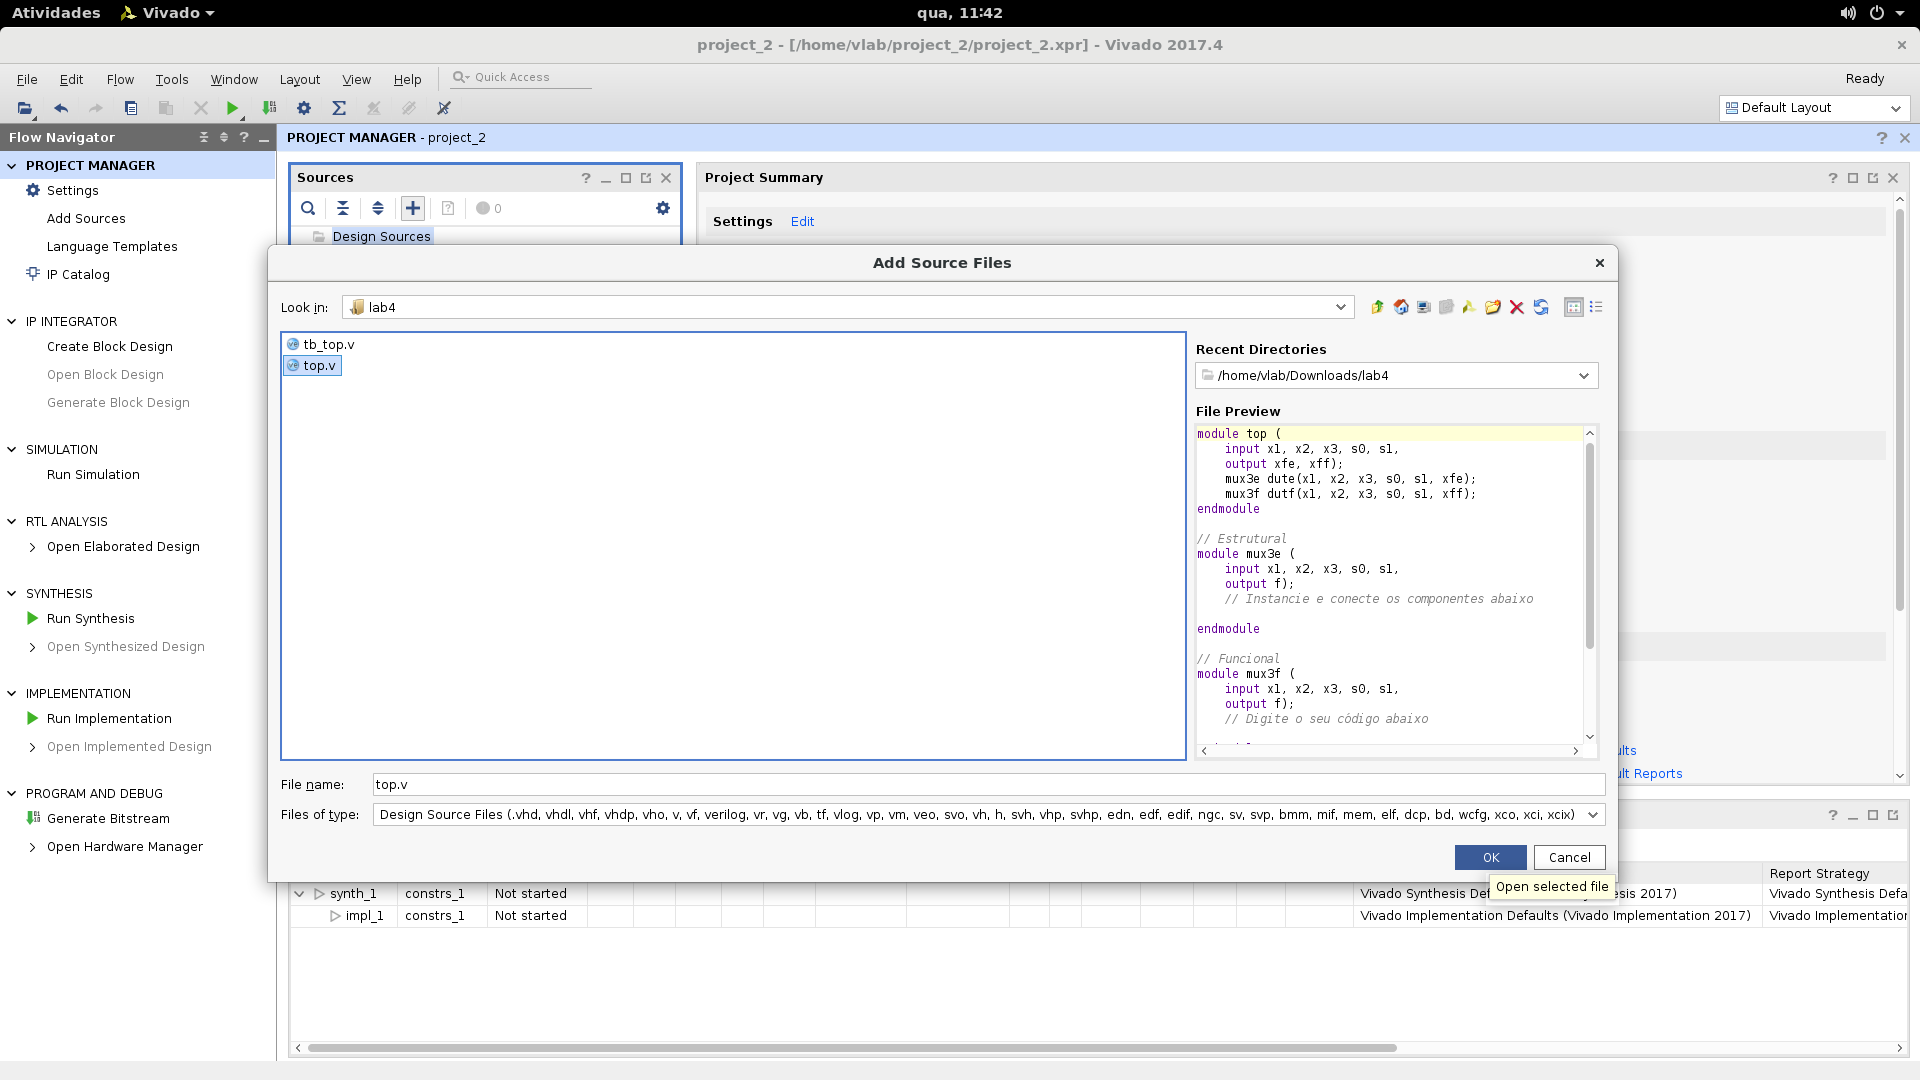 Atividades
Vivado
qua, 11:42
project_2 - [/home/vlab/project_2/project_2.xpr] - Vivado 2017.4
File Edit Flow Tools Window Layout View Help
Quick Access
Ready
Default Layout
Flow Navigator
PROJECT MANAGER
Settings
Add Sources
Language Templates
IP Catalog
IP INTEGRATOR
Create Block Design
Open Block Design
Generate Block Design
SIMULATION
Run Simulation
RTL ANALYSIS
Open Elaborated Design
SYNTHESIS
Run Synthesis
Open Synthesized Design
IMPLEMENTATION
Run Implementation
Open Implemented Design
PROGRAM AND DEBUG
Generate Bitstream
Open Hardware Manager
PROJECT MANAGER - project_2
Sources
0
Design Sources
Project Summary
Settings Edit
Add Source Files
Look in: lab4
tb_top.v
top.v
Recent Directories
/home/vlab/Downloads/lab4
File Preview
module top (
input x1, x2, x3, s0, s1,
output xfe, xff);
mux3e dute(x1, x2, x3, s0, s1, xfe);
mux3f dutf(x1, x2, x3, s0, s1, xff);
endmodule
// Estrutural
module mux3e (
input x1, x2, x3, s0, s1,
output f);
// Instancie e conecte os componentes abaixo
endmodule
// Funcional
module mux3f (
input x1, x2, x3, s0, s1,
output f);
// Digite o seu código abaixo
File name: top.v
Files of type: Design Source Files (.vhd, vhdl, vhf, vhdp, vho, v, vf, verilog, vr, vg, vb, tf, vlog, vp, vm, veo, svo, vh, h, svh, vhp, svhp, edn, edf, edif, ngc, sv, svp, bmm, mif, mem, elf, dcp, bd, wcfg, xco, xci, xcix)
OK
Cancel
Open selected file
ult Reports
Report Strategy
synth_1 constrs_1 Not started Vivado Synthesis Def sis 2017) Vivado Synthesis Defa
impl_1 constrs_1 Not started Vivado Implementation Defaults (Vivado Implementation 2017) Vivado Implementation